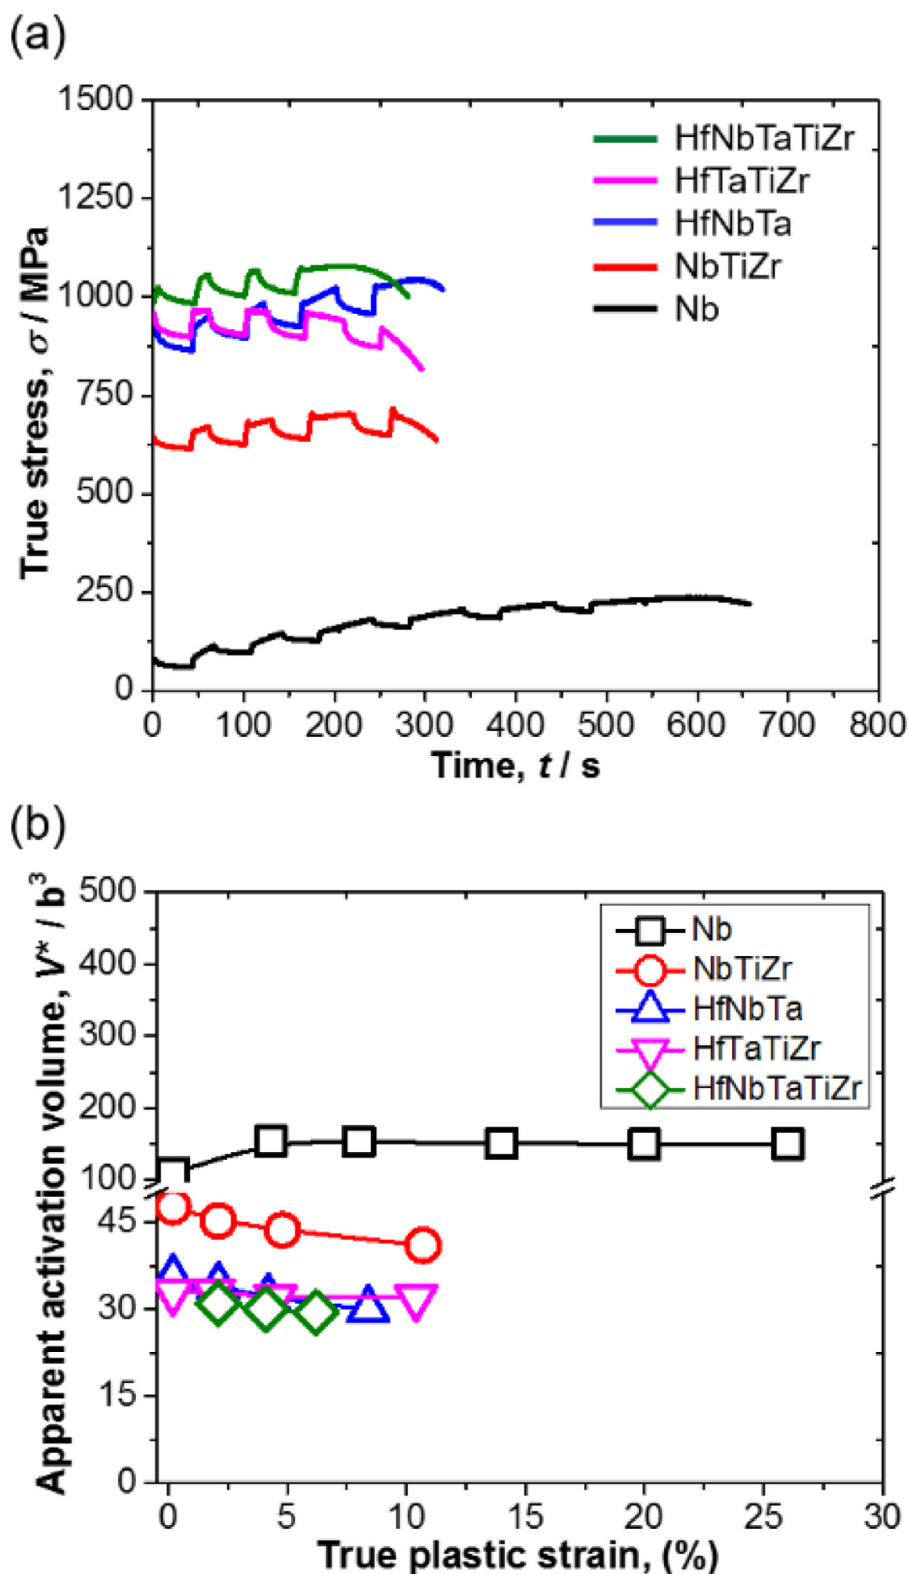 (a)
True stress, σ / MPa
1500
1250
1000
750
500
250
0
HfNbTaTiZr
HfTaTiZr
HfNbTa
NbTiZr
Nb
0 100 200 300 400 500 600 700 800
Time, t / s
(b)
Apparent activation volume, V* / b³
500
400
300
200
150
100
45
30
15
0
Nb
NbTiZr
HfNbTa
HfTaTiZr
HfNbTaTiZr
0 5 10 15 20 25 30
True plastic strain, (%)